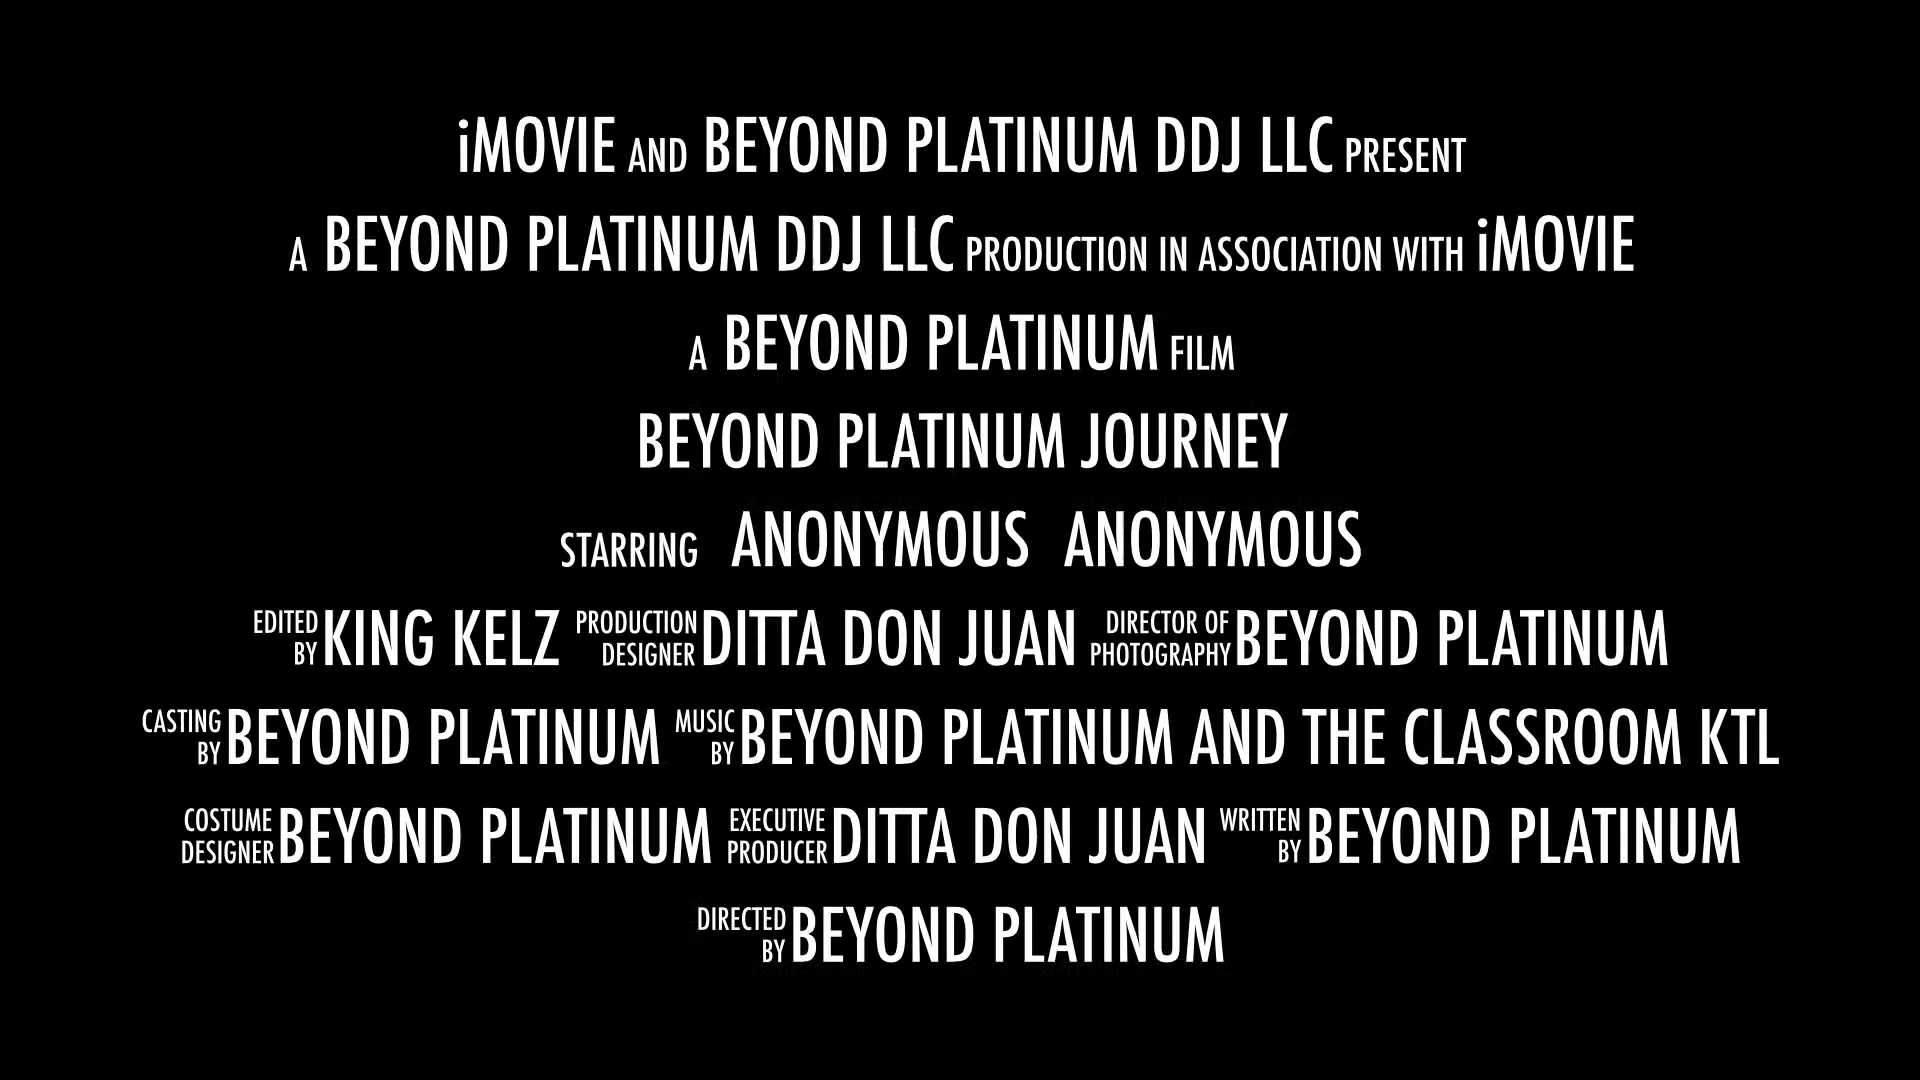 iMOVIE AND BEYOND PLATINUM DDJ LLC PRESENT
A BEYOND PLATINUM DDJ LLC PRODUCTION IN ASSOCIATION WITH iMOVIE
A BEYOND PLATINUM FILM
BEYOND PLATINUM JOURNEY
STARRING ANONYMOUS ANONYMOUS
EDITED BY KING KELZ PRODUCTION DESIGNER DITTA DON JUAN DIRECTOR OF PHOTOGRAPHY BEYOND PLATINUM
CASTING BY BEYOND PLATINUM MUSIC BY BEYOND PLATINUM AND THE CLASSROOM KTL
COSTUME DESIGNER BEYOND PLATINUM EXECUTIVE PRODUCER DITTA DON JUAN WRITTEN BY BEYOND PLATINUM
DIRECTED BY BEYOND PLATINUM